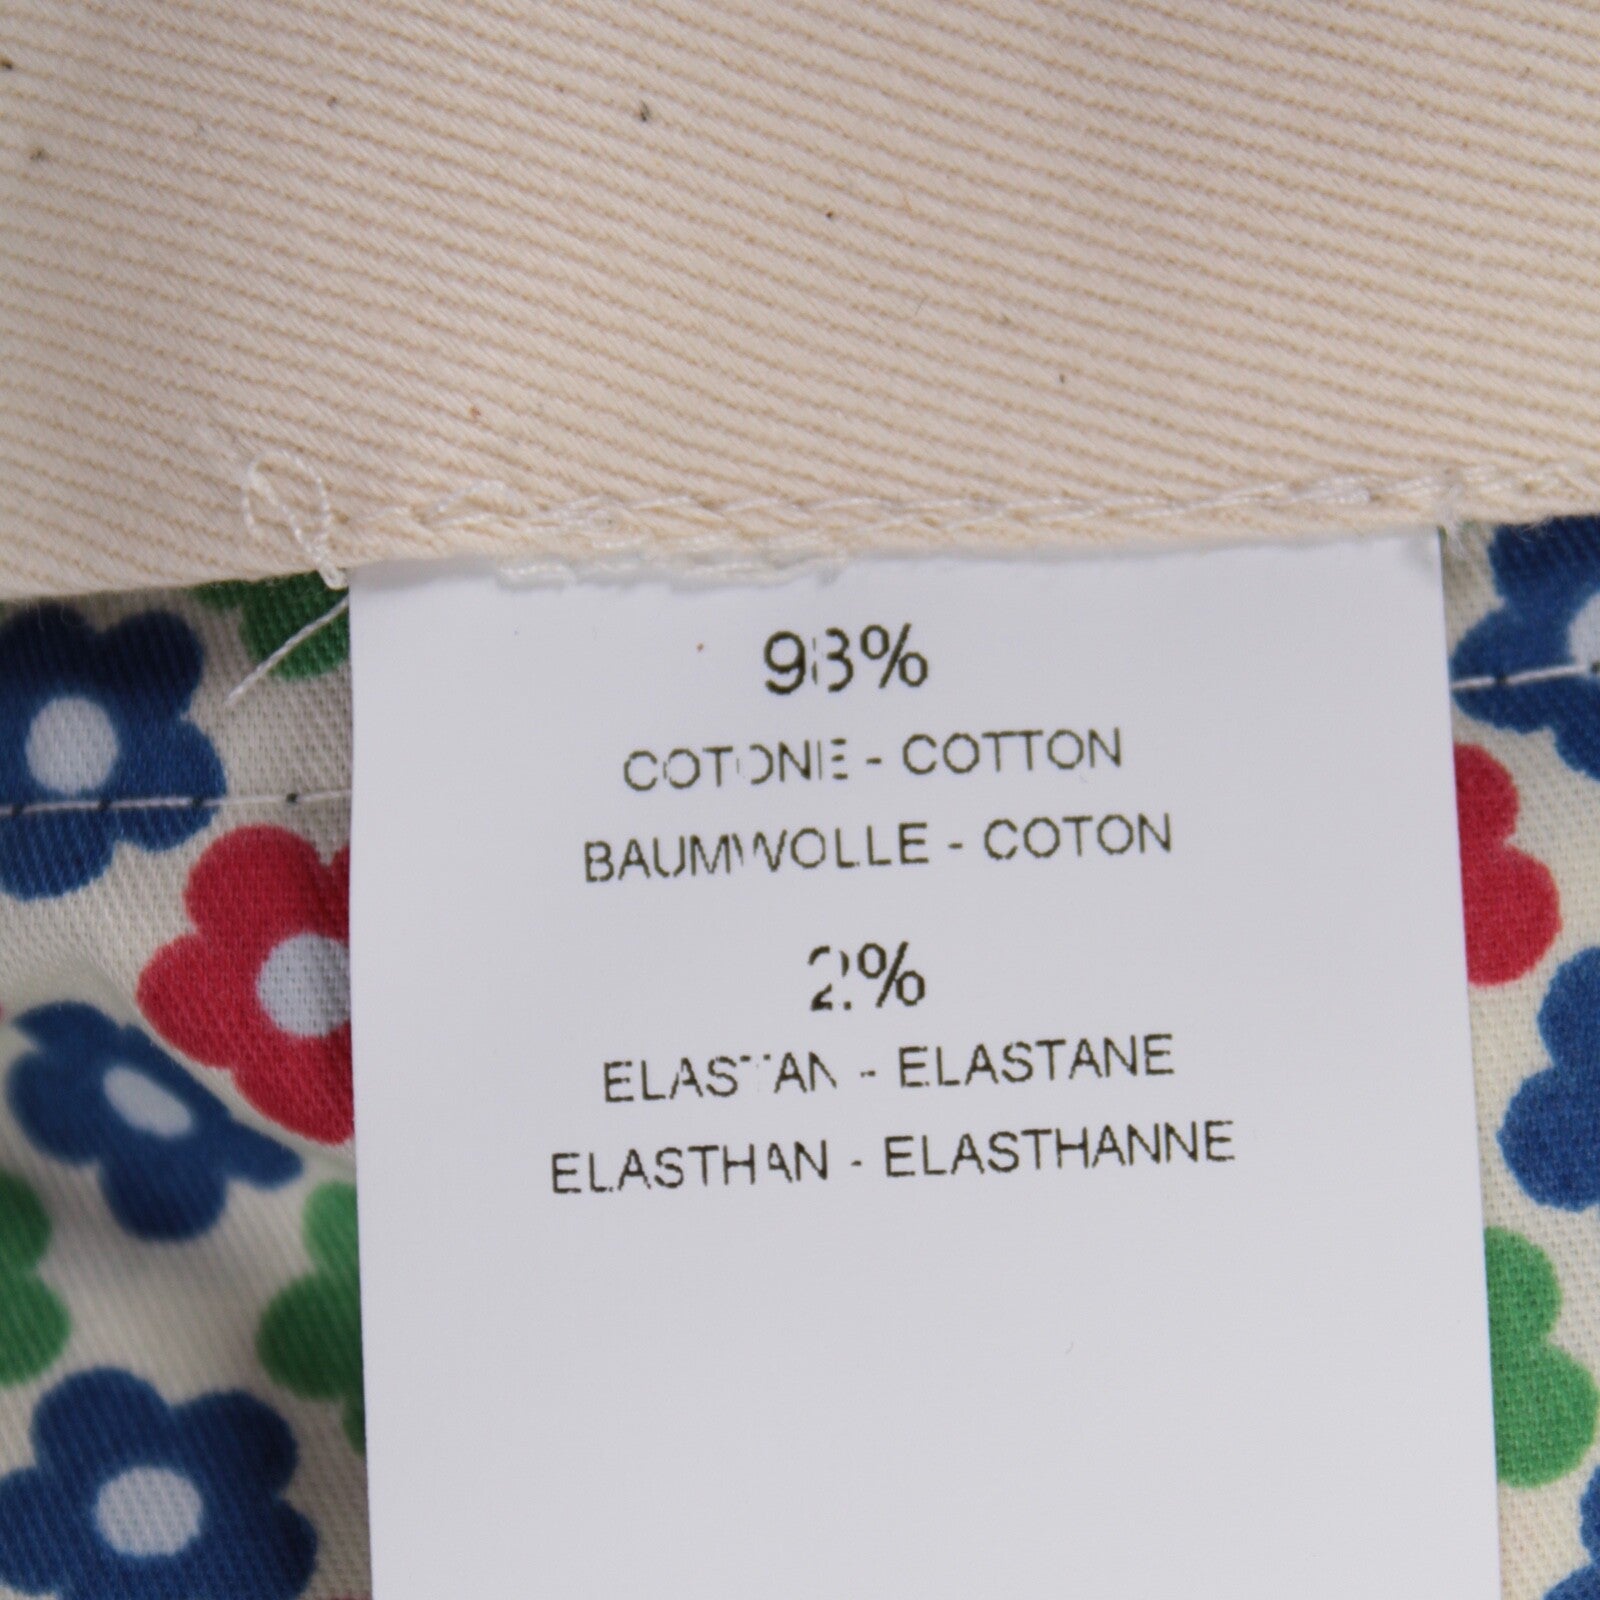 98%
COTONE - COTTON
BAUMWOLLE - COTON
2%
ELASTAN - ELASTANE
ELASTHAN - ELASTHANNE